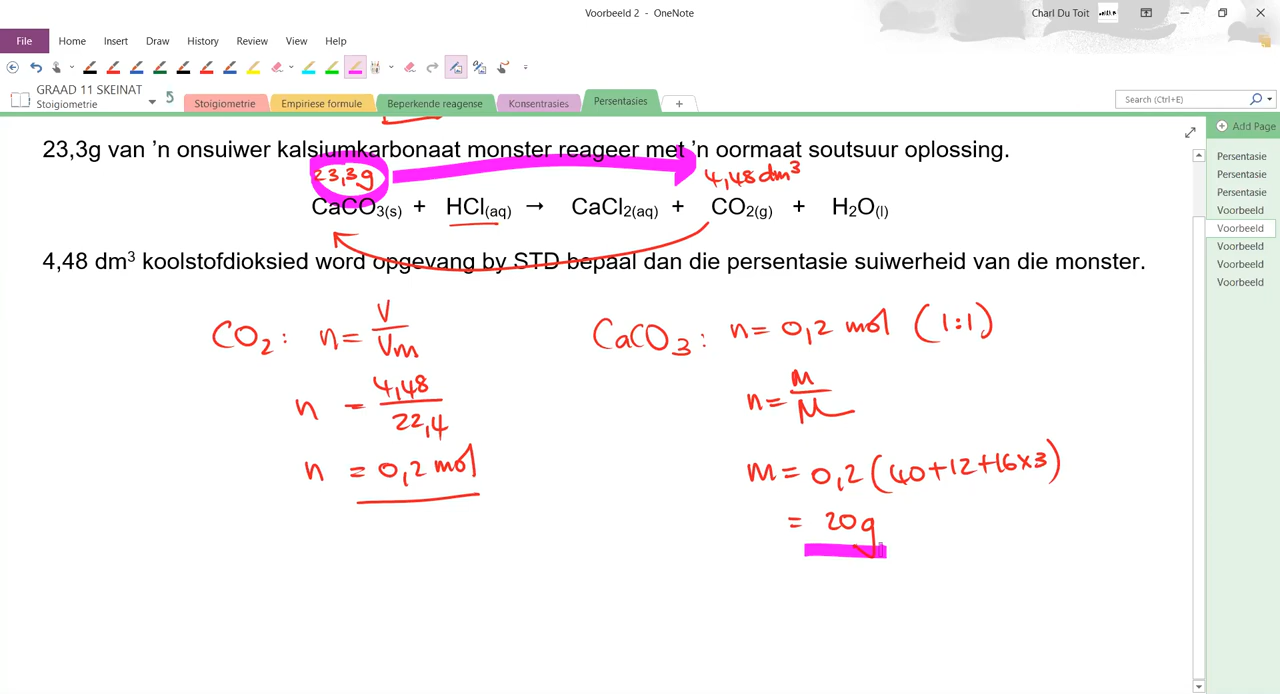 Voorbeeld 2 - OneNote
Charl Du Toit
File Home Insert Draw History Review View Help
GRAAD 11 SKEINAT
Stoigiometrie
Stoigiometrie Empiriese formule Beperkende reagense Konsentrasies Persentasies +
Search (Ctrl+E)
Add Page
Persentasie
Persentasie
Persentasie
Voorbeeld
Voorbeeld
Voorbeeld
Voorbeeld
Voorbeeld
23,3g van 'n onsuiwer kalsiumkarbonaat monster reageer met 'n oormaat soutsuur oplossing.
23,3g 4,48 dm³
CaCO₃(s) + HCl(aq) → CaCl₂(aq) + CO₂(g) + H₂O(l)
4,48 dm³ koolstofdioksied word opgevang by STD bepaal dan die persentasie suiwerheid van die monster.
CO₂: n = V/Vm
n = 4,48/22,4
n = 0,2 mol
CaCO₃: n = 0,2 mol (1:1)
n = m/M
m = 0,2 (40+12+16×3)
= 20g